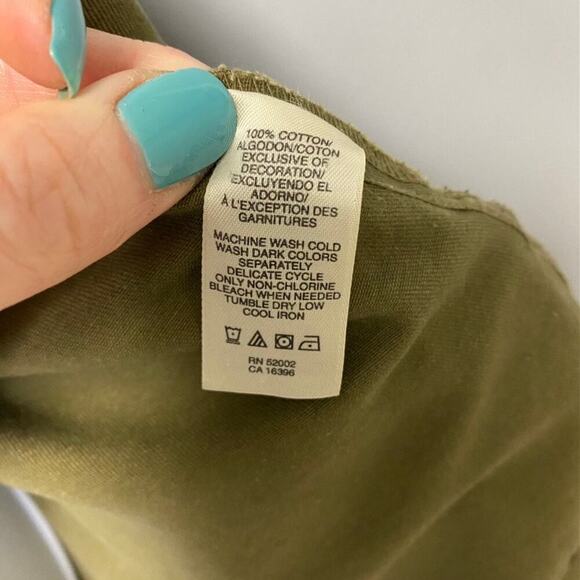 100% COTTON/
ALGODON/COTON
EXCLUSIVE OF
DECORATION/
EXCLUYENDO EL
ADORNO/
À L'EXCEPTION DES
GARNITURES
MACHINE WASH COLD
WASH DARK COLORS
SEPARATELY
DELICATE CYCLE
ONLY NON-CHLORINE
BLEACH WHEN NEEDED
TUMBLE DRY LOW
COOL IRON
RN 52002
CA 16396